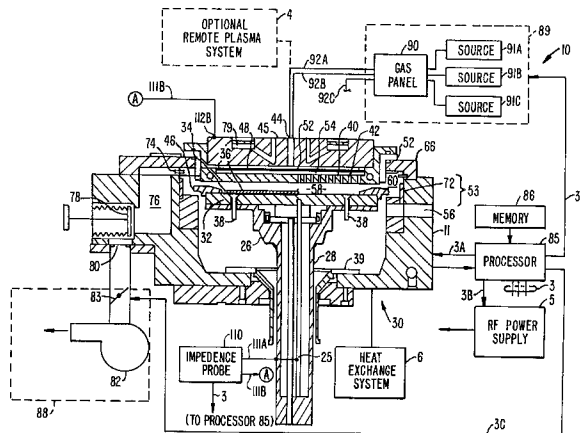 OPTIONAL
REMOTE PLASMA
SYSTEM
4
89
90
GAS
PANEL
SOURCE
91A
SOURCE
91B
SOURCE
91C
10
92A
92B
92C
111B
A
112B
34 79 48 45 44 52 54 40 42
74 46 36 52 66
58
80
72
53
78
76
56
11
86
MEMORY
85
PROCESSOR
3
3A
3B
3
5
RF POWER
SUPPLY
32 38 38
26 28 39
80
83
30
82
88
110
IMPEDENCE
PROBE
111A
25
111B
A
3
(TO PROCESSOR 85)
HEAT
EXCHANGE
SYSTEM
6
3C